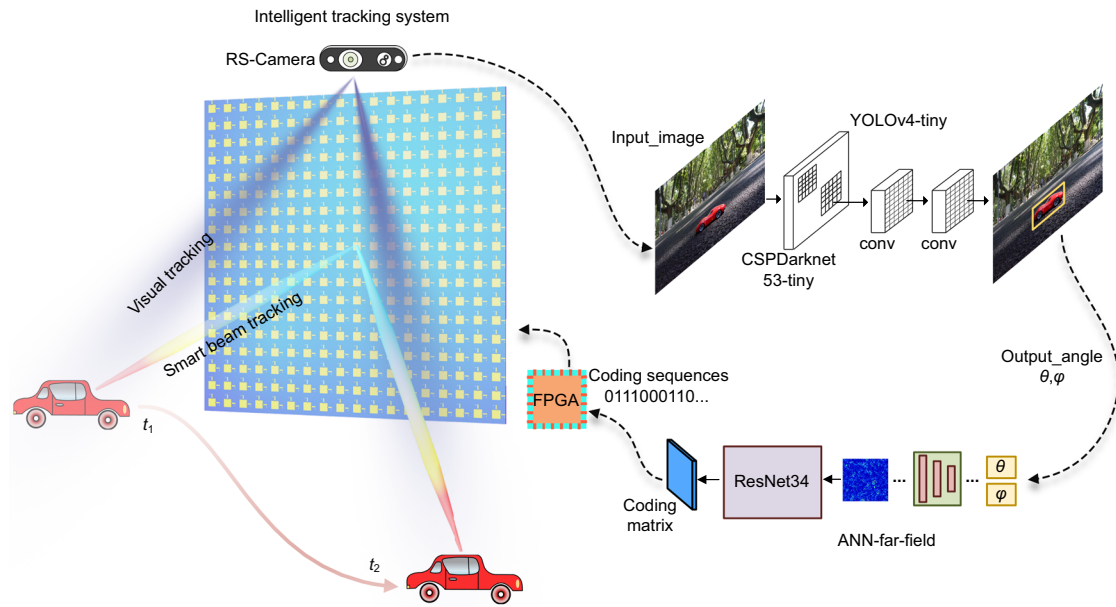 Intelligent tracking system
RS-Camera
Visual tracking
Smart beam tracking
t1
t2
Input_image
YOLOv4-tiny
CSPDarknet
53-tiny
conv
conv
Output_angle
θ,φ
θ
φ
ANN-far-field
ResNet34
Coding
matrix
Coding sequences
0111000110...
FPGA